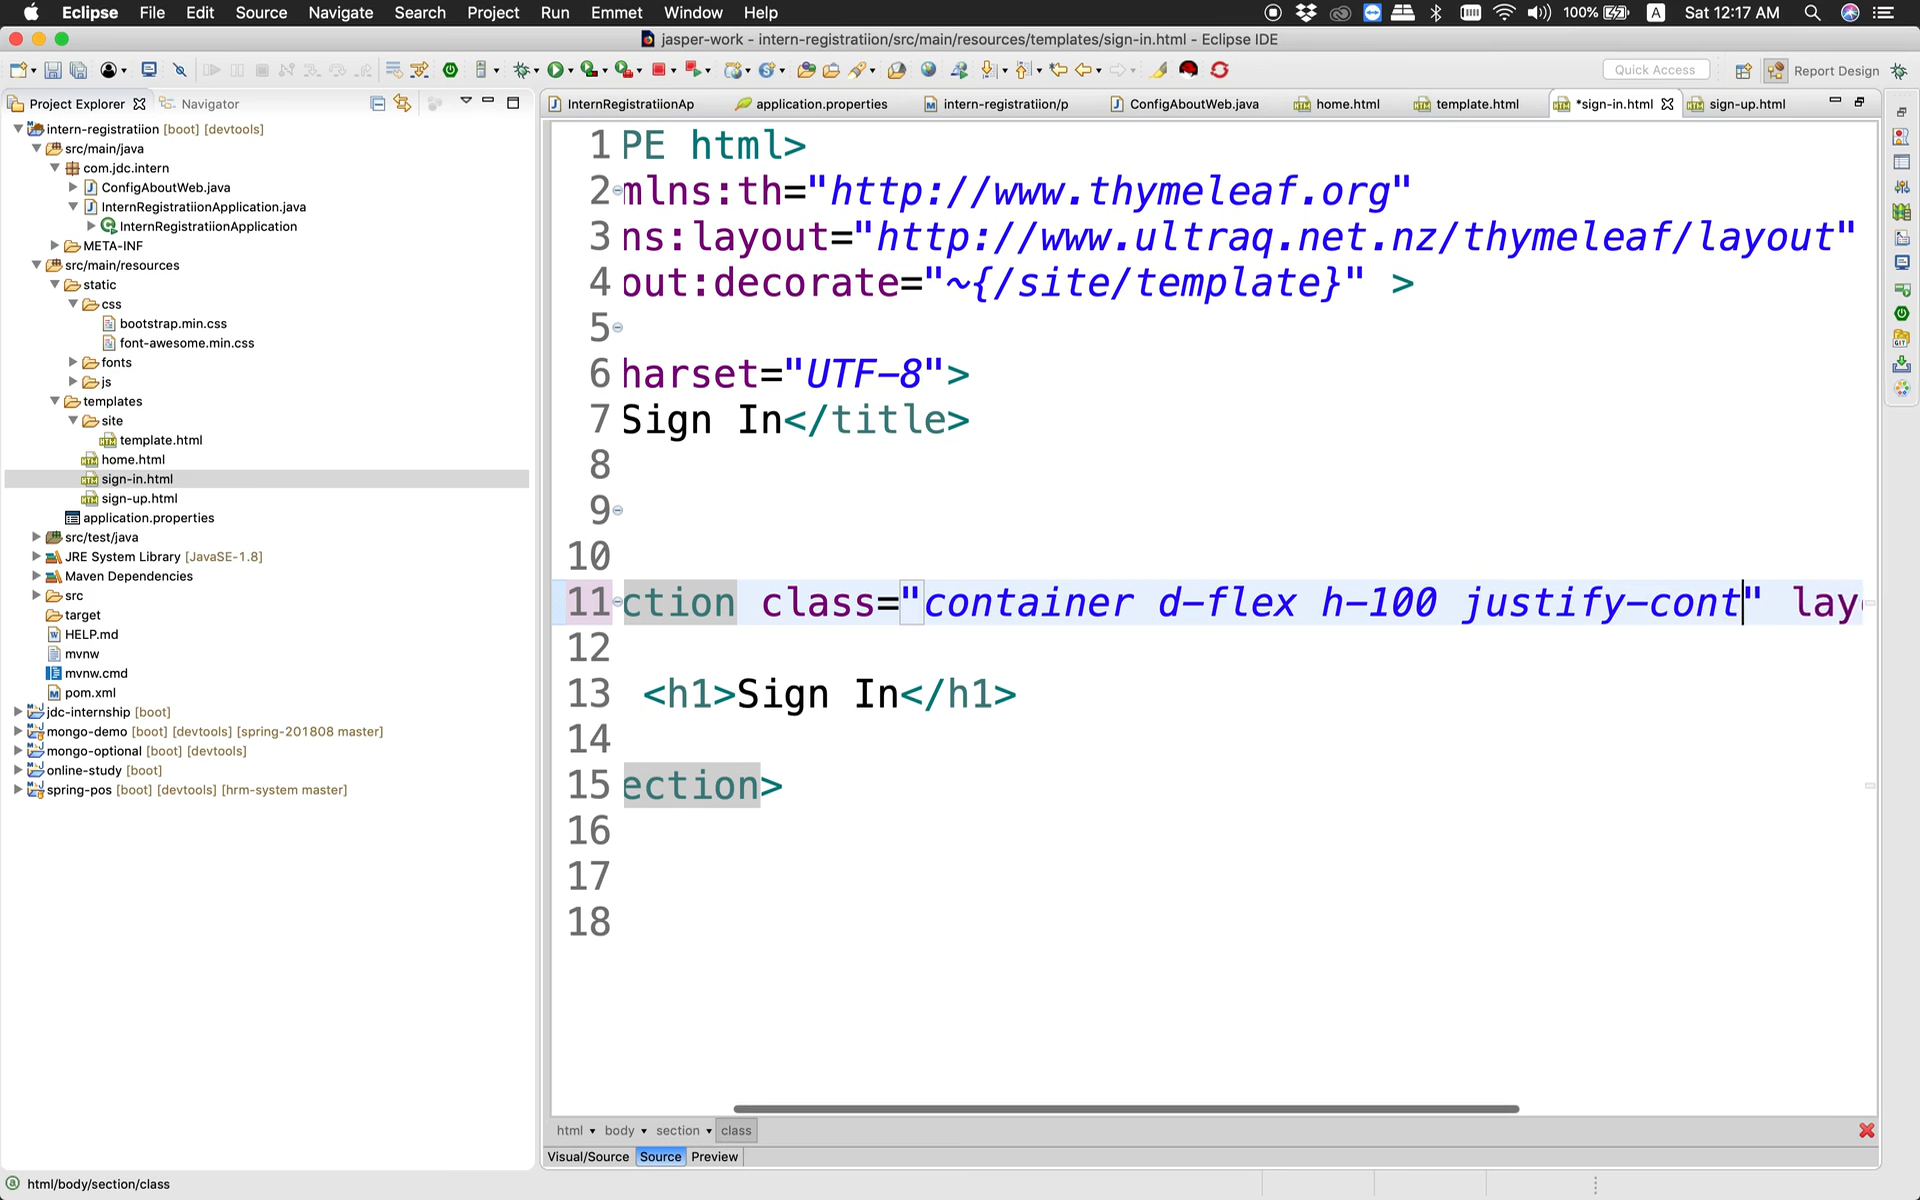 Eclipse File Edit Source Navigate Search Project Run Emmet Window Help 100% A Sat 12:17 AM
jasper-work - intern-registratiion/src/main/resources/templates/sign-in.html - Eclipse IDE
Quick Access Report Design
Project Explorer Navigator
InternRegistratiionAp application.properties intern-registratiion/p ConfigAboutWeb.java home.html template.html *sign-in.html sign-up.html
intern-registratiion [boot] [devtools]
src/main/java
com.jdc.intern
ConfigAboutWeb.java
InternRegistratiionApplication.java
InternRegistratiionApplication
META-INF
src/main/resources
static
css
bootstrap.min.css
font-awesome.min.css
fonts
js
templates
site
template.html
home.html
sign-in.html
sign-up.html
application.properties
src/test/java
JRE System Library [JavaSE-1.8]
Maven Dependencies
src
target
HELP.md
mvnw
mvnw.cmd
pom.xml
jdc-internship [boot]
mongo-demo [boot] [devtools] [spring-201808 master]
mongo-optional [boot] [devtools]
online-study [boot]
spring-pos [boot] [devtools] [hrm-system master]
1 PE html>
2 mlns:th="http://www.thymeleaf.org"
3 ns:layout="http://www.ultraq.net.nz/thymeleaf/layout"
4 out:decorate="~{/site/template}" >
5
6 harset="UTF-8">
7 Sign In</title>
8
9
10
11 ction class="container d-flex h-100 justify-cont" lay
12
13 <h1>Sign In</h1>
14
15 ection>
16
17
18
html body section class
Visual/Source Source Preview
html/body/section/class